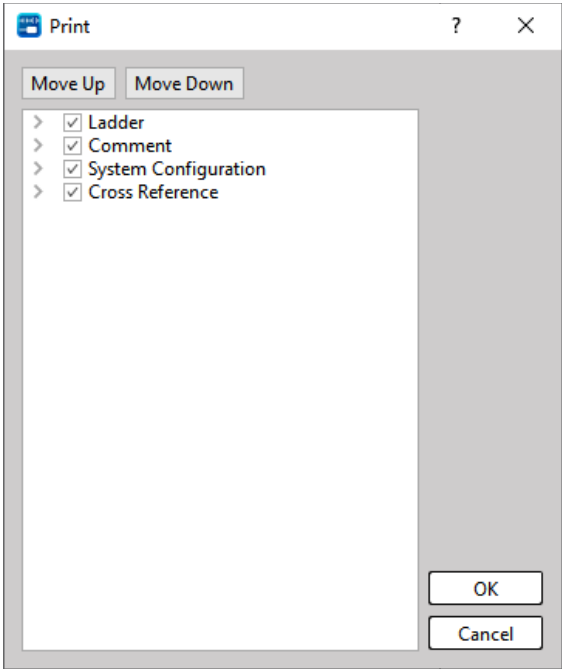 Print
?
Move Up Move Down
Ladder
Comment
System Configuration
Cross Reference
OK
Cancel